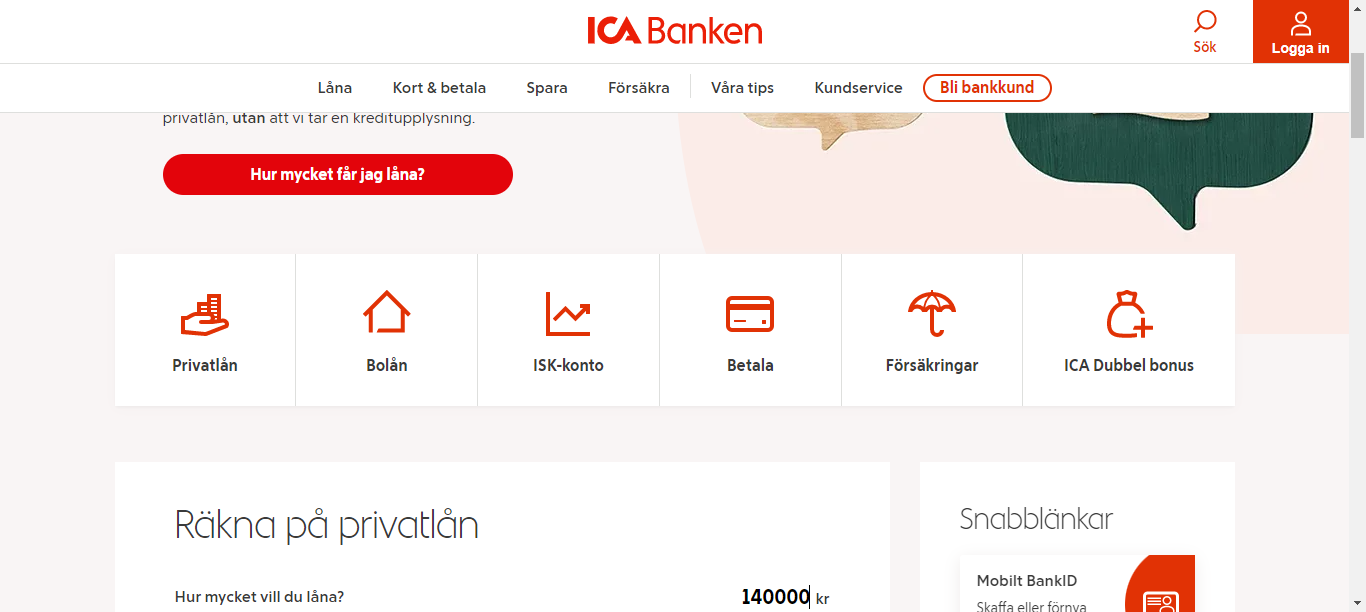 ICA Banken
Sök
Logga in
Låna
Kort & betala
Spara
Försäkra
Våra tips
Kundservice
Bli bankkund
privatlån, utan att vi tar en kreditupplysning.
Hur mycket får jag låna?
Privatlån
Bolån
ISK-konto
Betala
Försäkringar
ICA Dubbel bonus
Räkna på privatlån
Hur mycket vill du låna?
140000 kr
Snabblänkar
Mobilt BankID
Skaffa eller förnya